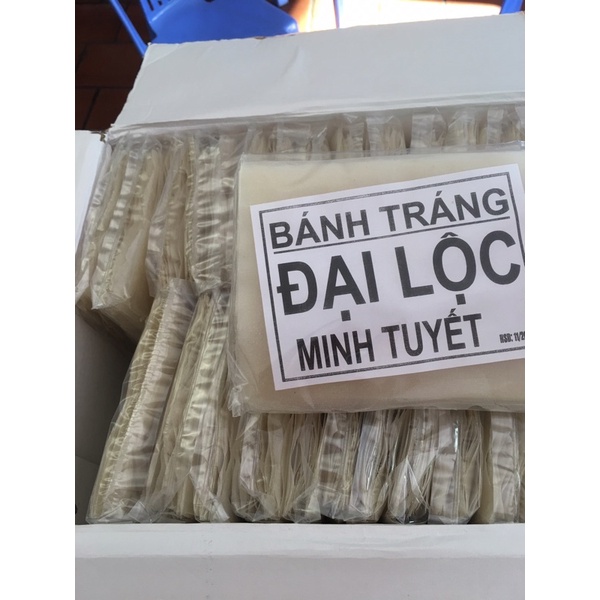 BÁNH TRÁNG
ĐẠI LỘC
MINH TUYẾT